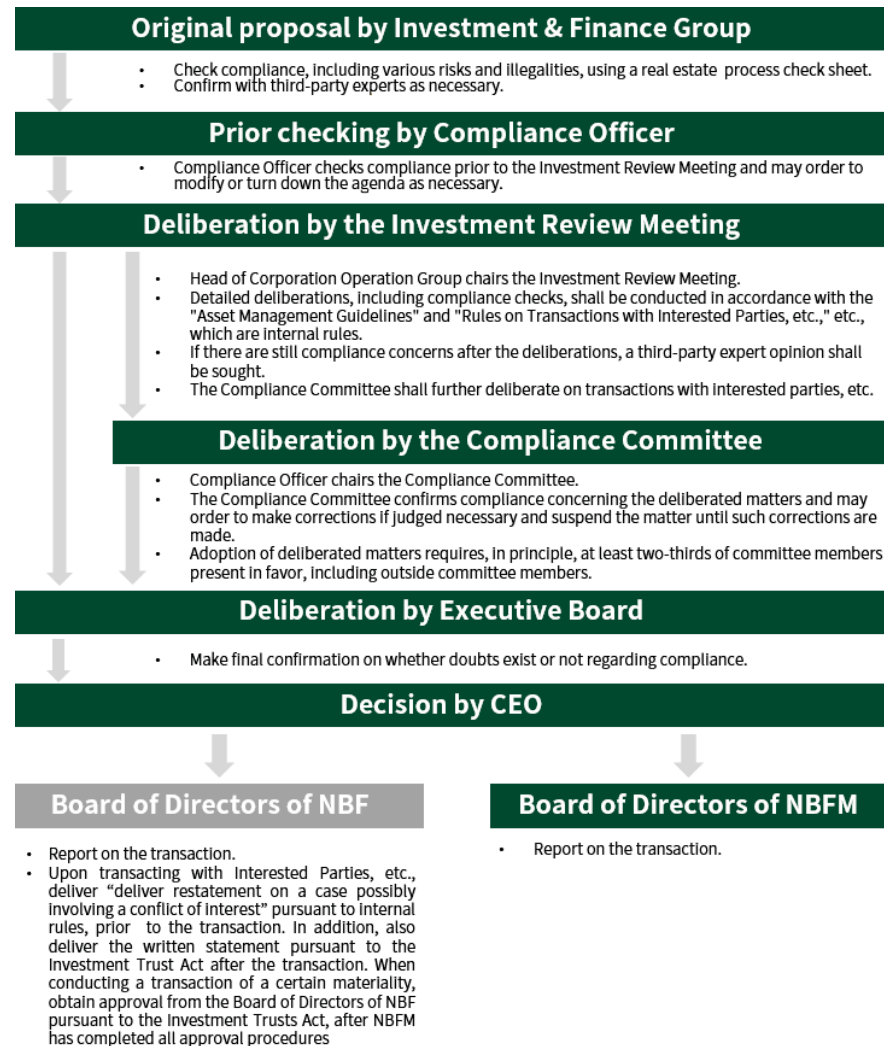 Original proposal by Investment & Finance Group
• Check compliance, including various risks and illegalities, using a real estate process check sheet.
• Confirm with third-party experts as necessary.
Prior checking by Compliance Officer
• Compliance Officer checks compliance prior to the Investment Review Meeting and may order to
modify or turn down the agenda as necessary.
Deliberation by the Investment Review Meeting
• Head of Corporation Operation Group chairs the Investment Review Meeting.
• Detailed deliberations, including compliance checks, shall be conducted in accordance with the
"Asset Management Guidelines" and "Rules on Transactions with Interested Parties, etc.," etc.,
which are internal rules.
• If there are still compliance concerns after the deliberations, a third-party expert opinion shall
be sought.
• The Compliance Committee shall further deliberate on transactions with interested parties, etc.
Deliberation by the Compliance Committee
• Compliance Officer chairs the Compliance Committee.
• The Compliance Committee confirms compliance concerning the deliberated matters and may
order to make corrections if judged necessary and suspend the matter until such corrections are
made.
• Adoption of deliberated matters requires, in principle, at least two-thirds of committee members
present in favor, including outside committee members.
Deliberation by Executive Board
• Make final confirmation on whether doubts exist or not regarding compliance.
Decision by CEO
Board of Directors of NBF
• Report on the transaction.
• Upon transacting with Interested Parties, etc.,
deliver “deliver restatement on a case possibly
involving a conflict of interest” pursuant to internal
rules, prior to the transaction. In addition, also
deliver the written statement pursuant to the
Investment Trust Act after the transaction. When
conducting a transaction of a certain materiality,
obtain approval from the Board of Directors of NBF
pursuant to the Investment Trusts Act, after NBFM
has completed all approval procedures
Board of Directors of NBFM
• Report on the transaction.